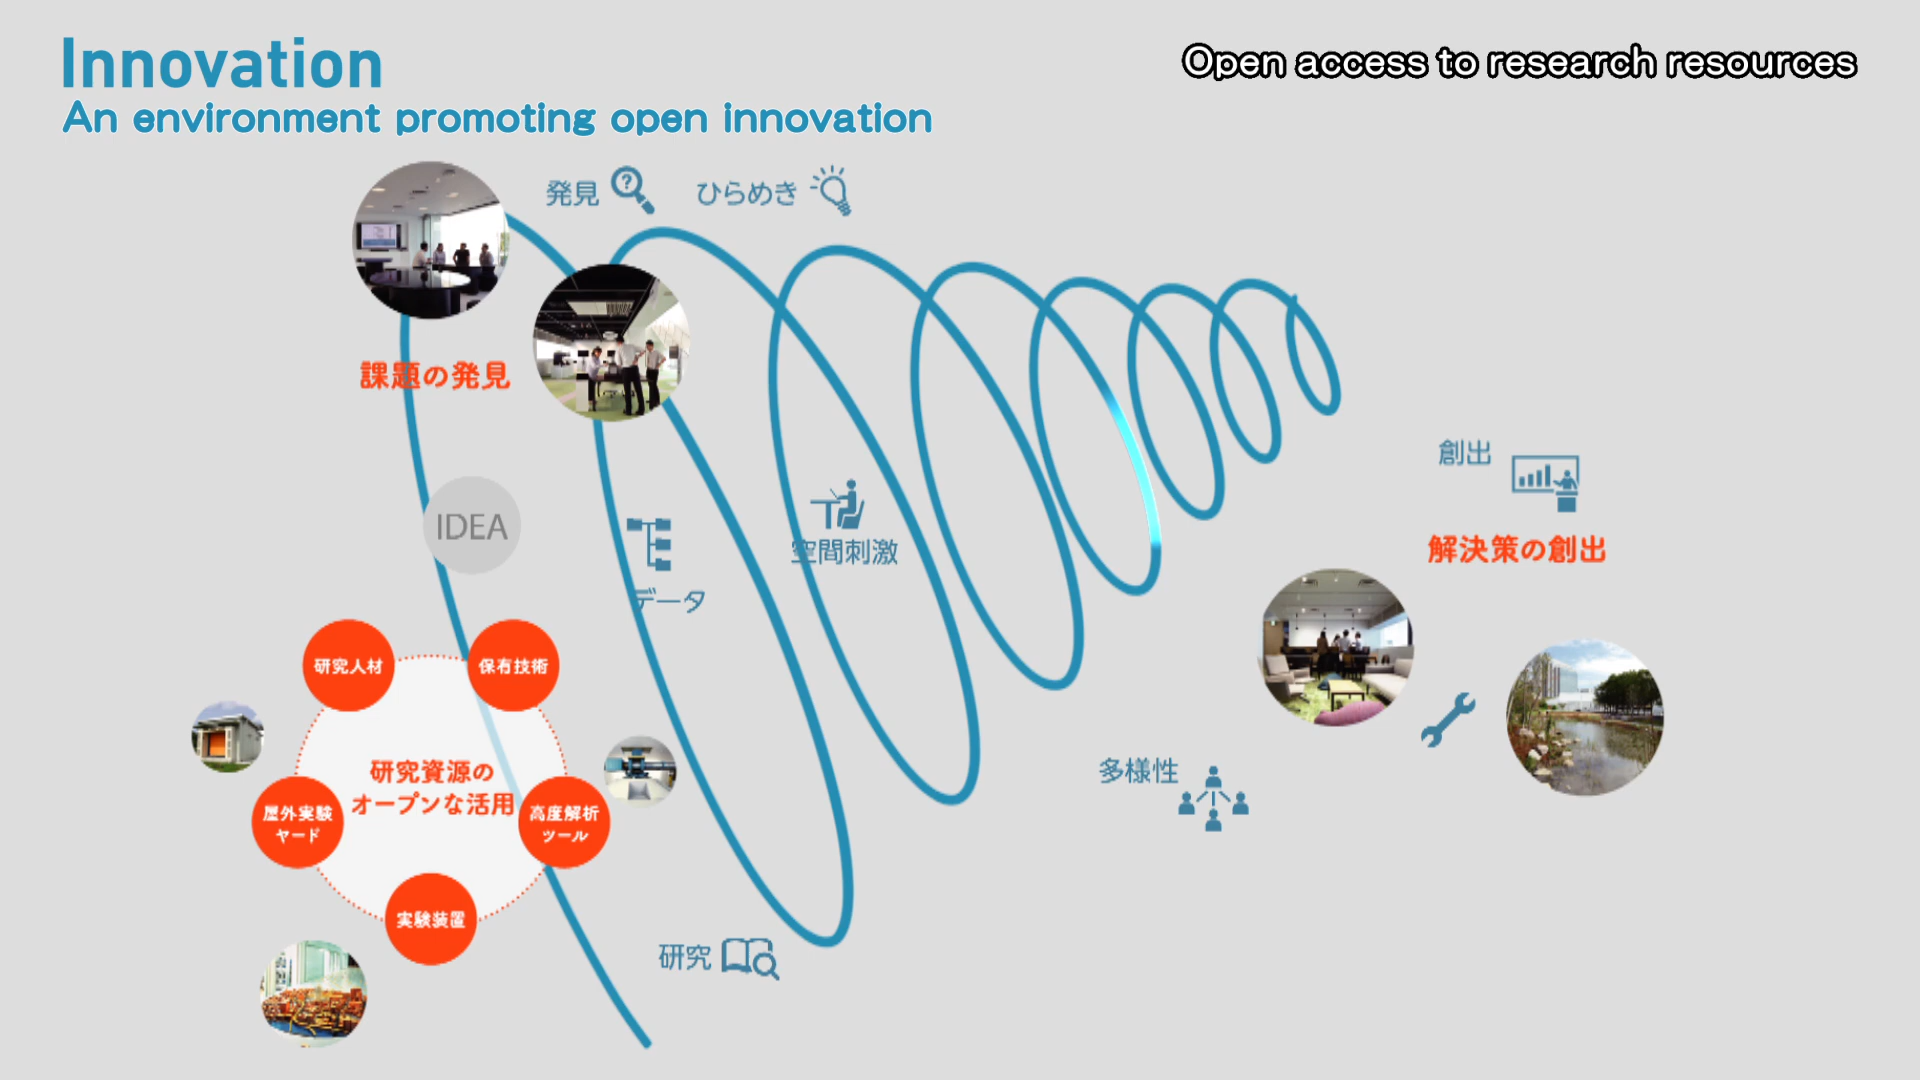 Innovation
An environment promoting open innovation
Open access to research resources
発見
ひらめき
課題の発見
IDEA
データ
空間刺激
創出
解決策の創出
研究人材
保有技術
研究資源の
オープンな活用
屋外実験
ヤード
高度解析
ツール
実験装置
多様性
研究